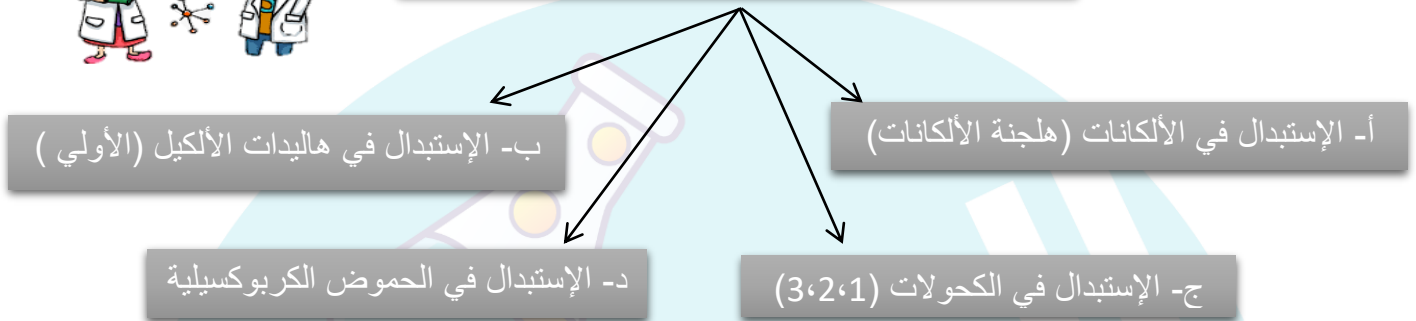 أ- الإستبدال في الألكانات (هلجنة الألكانات)
ب- الإستبدال في هاليدات الألكيل (الأولي )
ج- الإستبدال في الكحولات (3،2،1)
د- الإستبدال في الحموض الكربوكسيلية